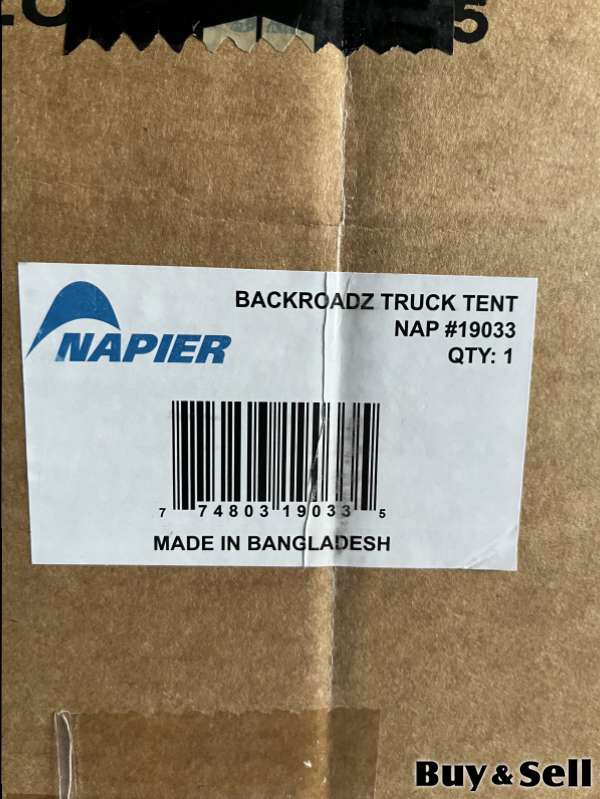 BACKROADZ TRUCK TENT
NAP #19033
QTY: 1
NAPIER
7 74803 19033 5
MADE IN BANGLADESH
Buy & Sell